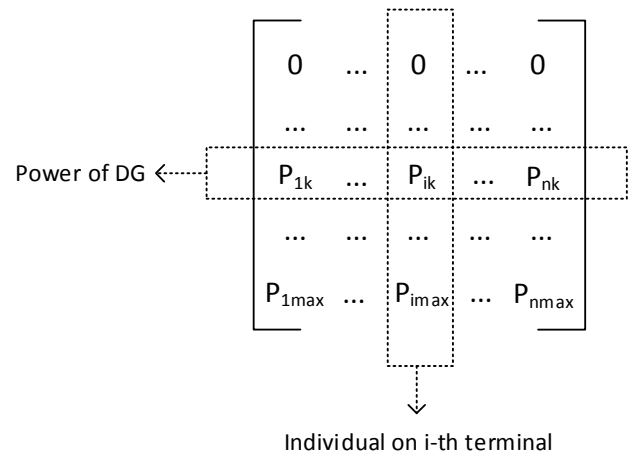 0 ... 0 ... 0
... ... ... ... ...
Power of DG P1k ... Pik ... Pnk
... ... ... ... ...
P1max ... Pimax ... Pnmax
Individual on i-th terminal